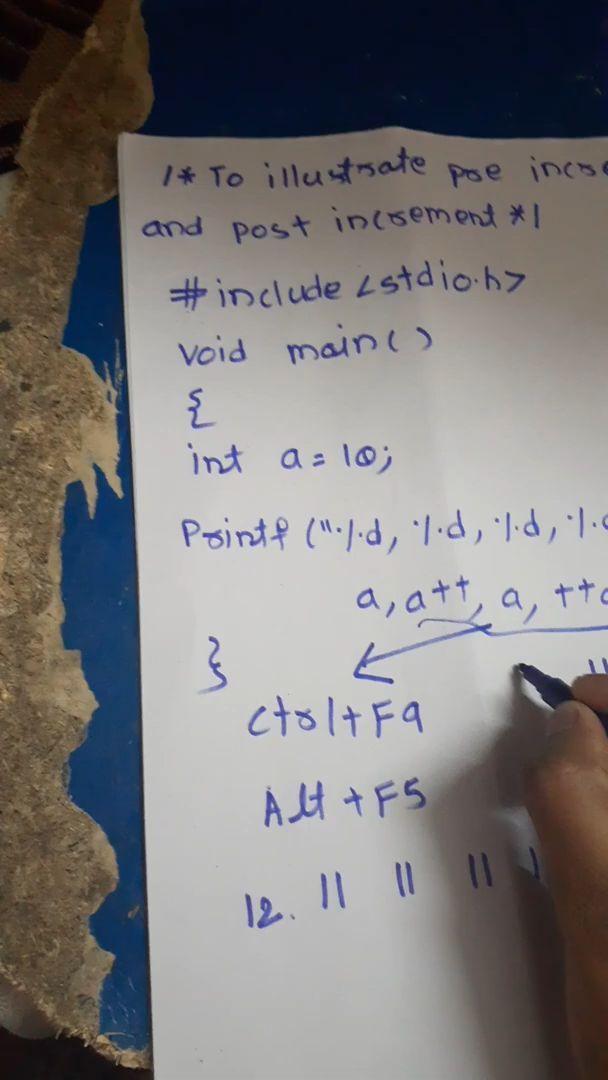 /* To illustrate pre incre
and post increment */
#include <stdio.h>
void main()
{
int a = 10;
Printf ("%d, %d, %d, %d
a, a++, a, ++a
}
Ctrl+F9
Alt+F5
12. 11 11 11